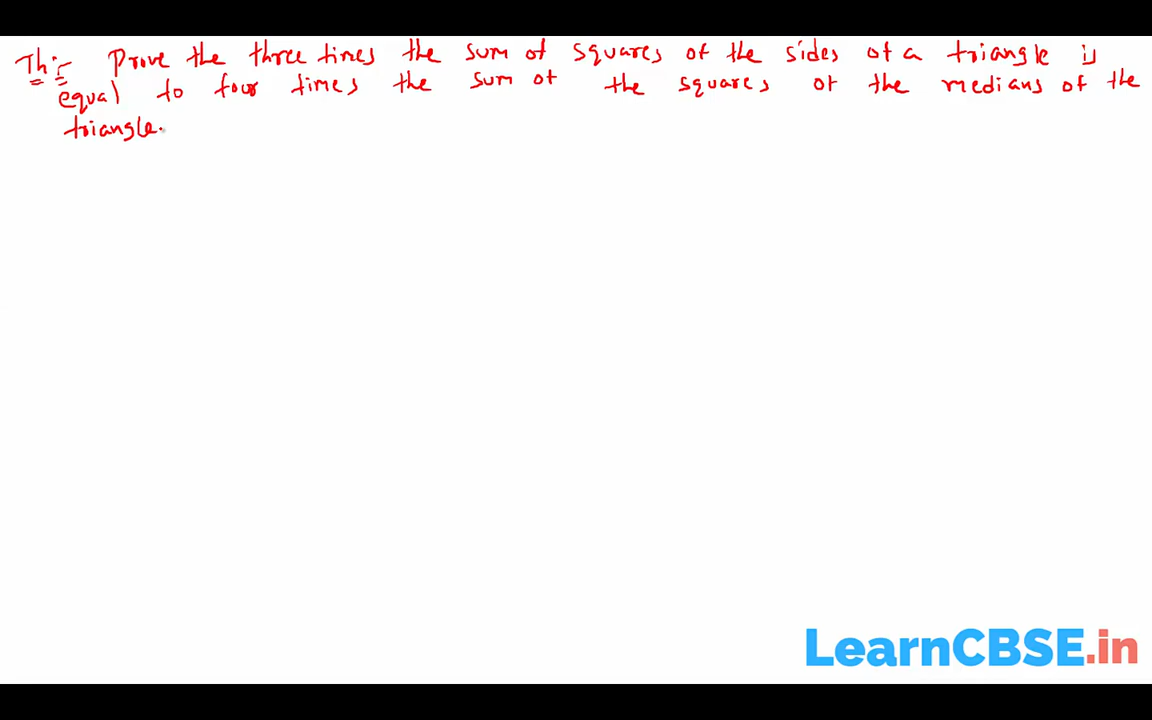 Th:- Prove the three times the sum of squares of the sides of a triangle is
equal to four times the sum of the squares of the medians of the
triangle.
LearnCBSE.in